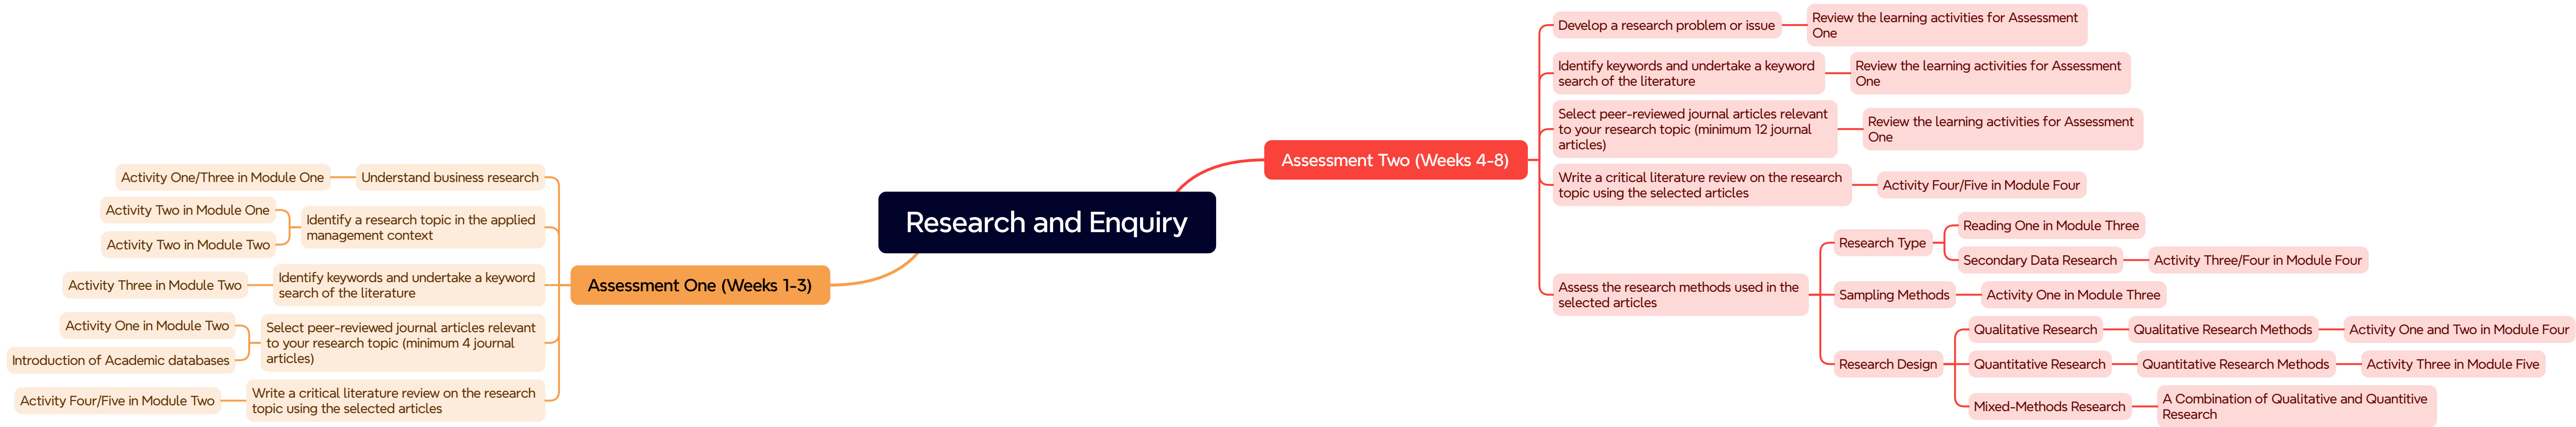 Research and Enquiry
Assessment One (Weeks 1-3)
Understand business research
Activity One/Three in Module One
Identify a research topic in the applied
management context
Activity Two in Module One
Activity Two in Module Two
Identify keywords and undertake a keyword
search of the literature
Activity Three in Module Two
Select peer-reviewed journal articles relevant
to your research topic (minimum 4 journal
articles)
Activity One in Module Two
Introduction of Academic databases
Write a critical literature review on the research
topic using the selected articles
Activity Four/Five in Module Two
Assessment Two (Weeks 4-8)
Develop a research problem or issue
Review the learning activities for Assessment
One
Identify keywords and undertake a keyword
search of the literature
Review the learning activities for Assessment
One
Select peer-reviewed journal articles relevant
to your research topic (minimum 12 journal
articles)
Review the learning activities for Assessment
One
Write a critical literature review on the research
topic using the selected articles
Activity Four/Five in Module Four
Assess the research methods used in the
selected articles
Research Type
Reading One in Module Three
Secondary Data Research
Activity Three/Four in Module Four
Sampling Methods
Activity One in Module Three
Research Design
Qualitative Research
Qualitative Research Methods
Activity One and Two in Module Four
Quantitative Research
Quantitative Research Methods
Activity Three in Module Five
Mixed-Methods Research
A Combination of Qualitative and Quantitive
Research